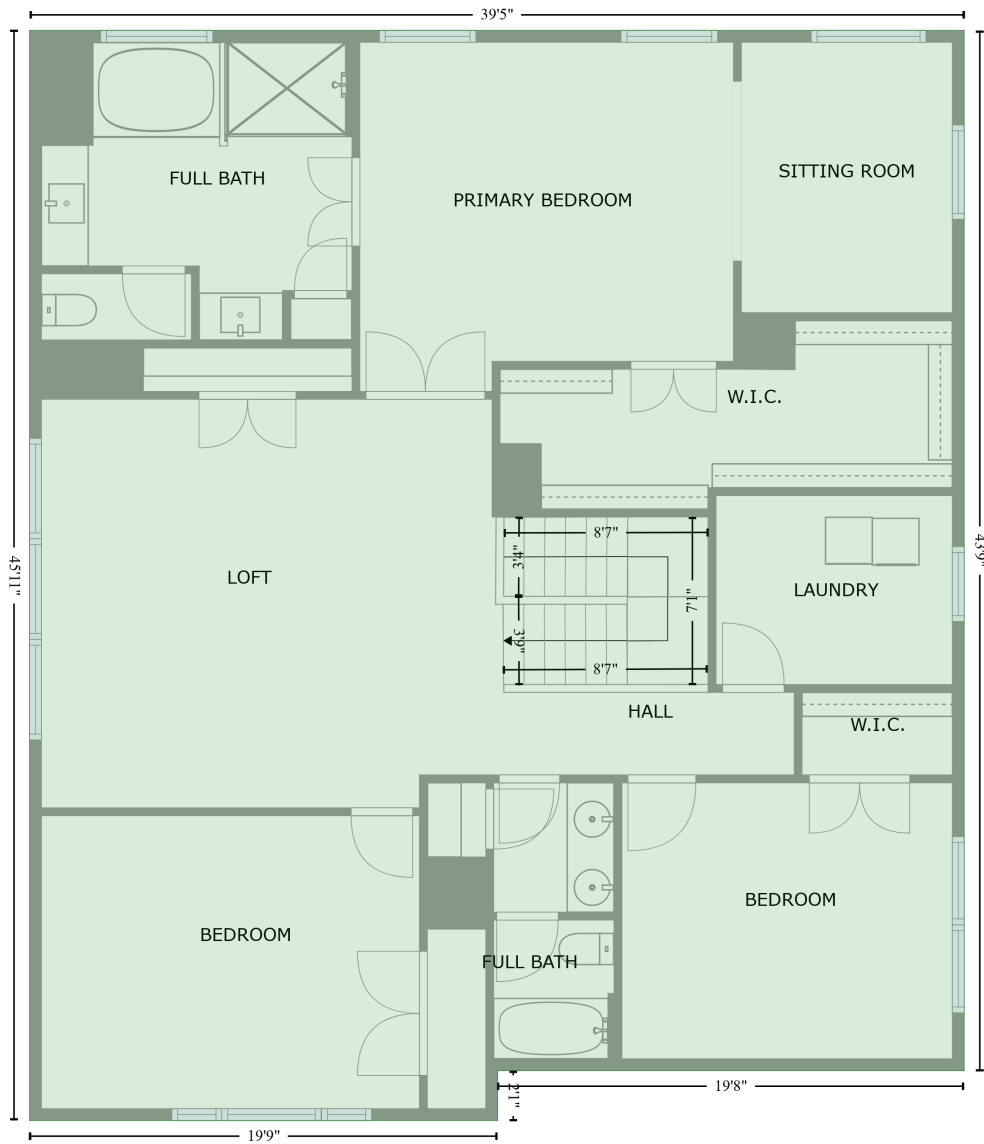 39'5"
FULL BATH
SITTING ROOM
PRIMARY BEDROOM
W.I.C.
8'7"
3'4"
7'1"
45'11"
43'9"
LOFT
LAUNDRY
3'9"
8'7"
HALL
W.I.C.
BEDROOM
BEDROOM
FULL BATH
19'8"
2'1"
19'9"